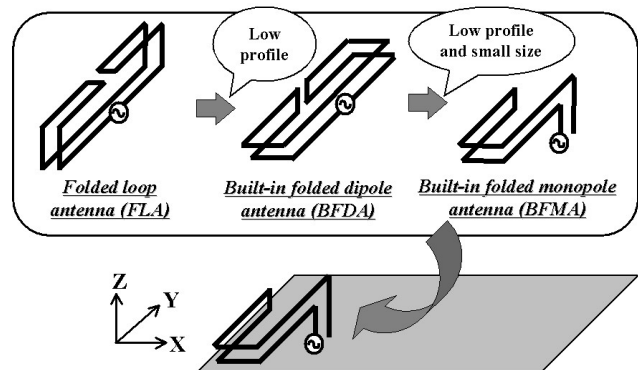 Low
profile
Low profile
and small size
Folded loop
antenna (FLA)
Built-in folded dipole
antenna (BFDA)
Built-in folded monopole
antenna (BFMA)
Z
Y
X